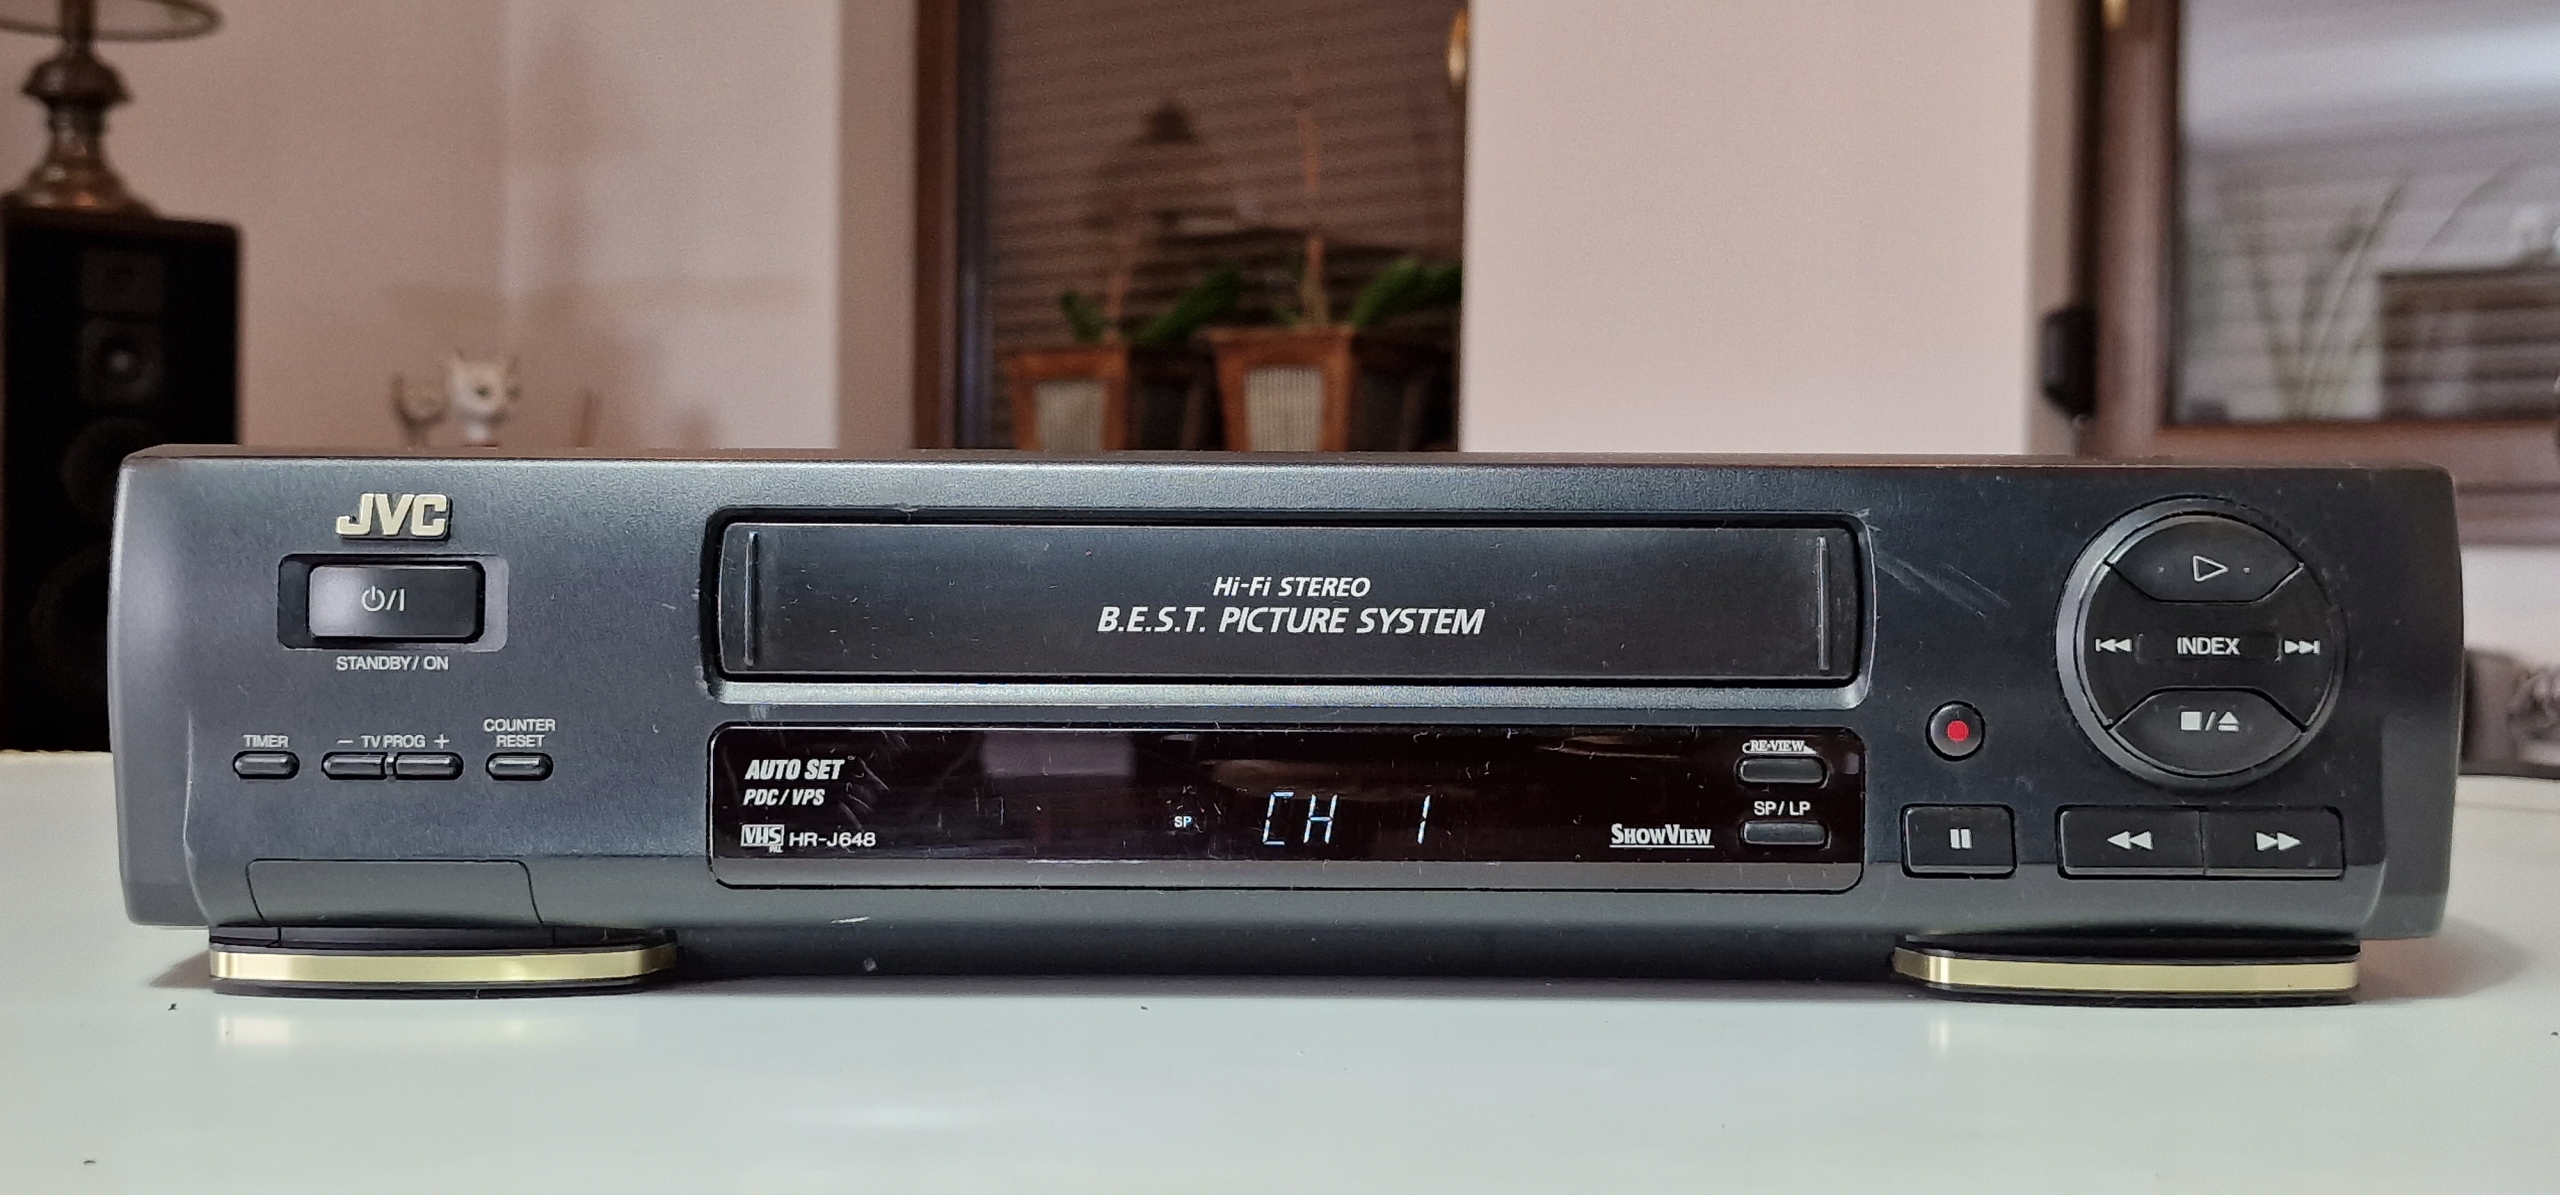 JVC
⏻/I
STANDBY/ON
TIMER
– TV PROG +
COUNTER
RESET
Hi-Fi STEREO
B.E.S.T. PICTURE SYSTEM
AUTO SET
PDC/VPS
VHS
PAL
HR-J648
SP
CH 1
SHOWVIEW
RE-VIEW
SP/LP
INDEX